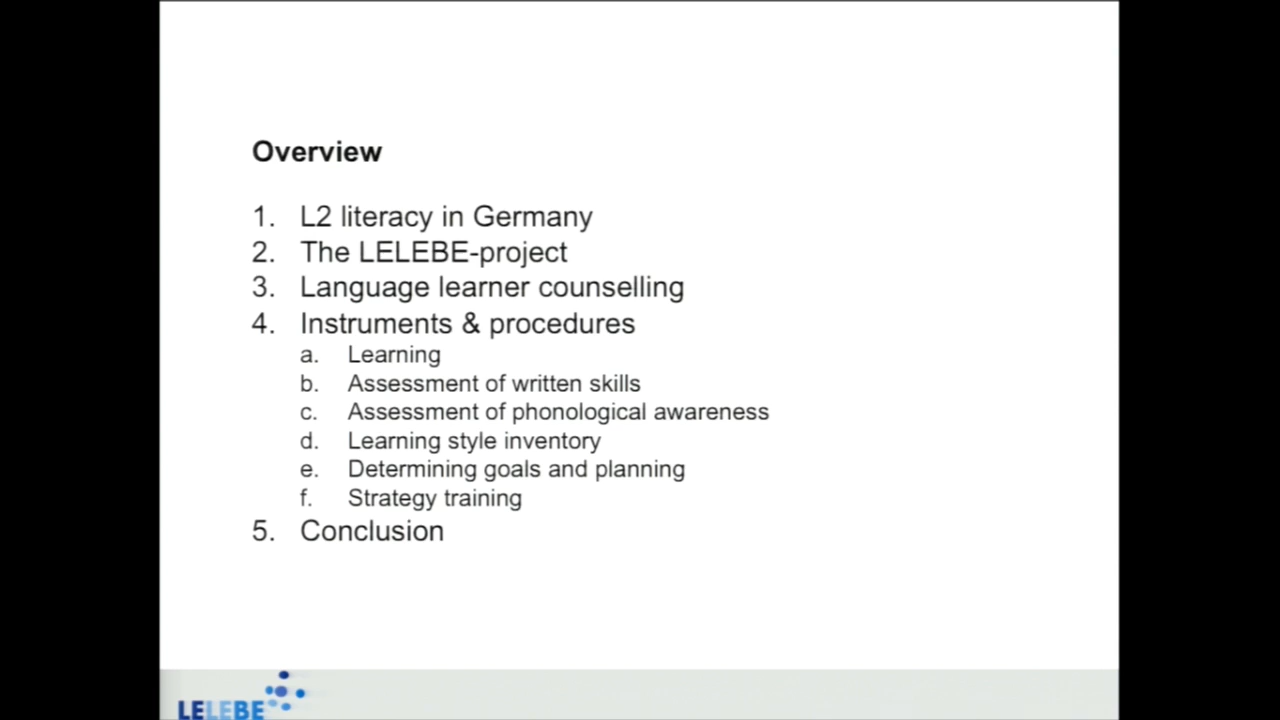 Overview
1. L2 literacy in Germany
2. The LELEBE-project
3. Language learner counselling
4. Instruments & procedures
a. Learning
b. Assessment of written skills
c. Assessment of phonological awareness
d. Learning style inventory
e. Determining goals and planning
f. Strategy training
5. Conclusion
LELEBE